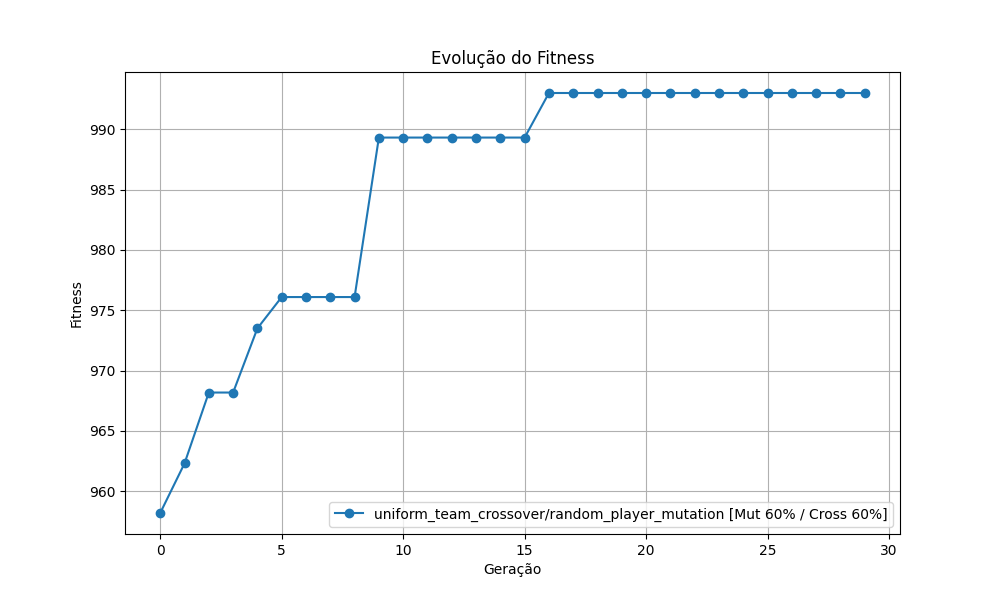 Evolução do Fitness
Fitness
990
985
980
975
970
965
960
uniform_team_crossover/random_player_mutation [Mut 60% / Cross 60%]
0 5 10 15 20 25 30
Geração